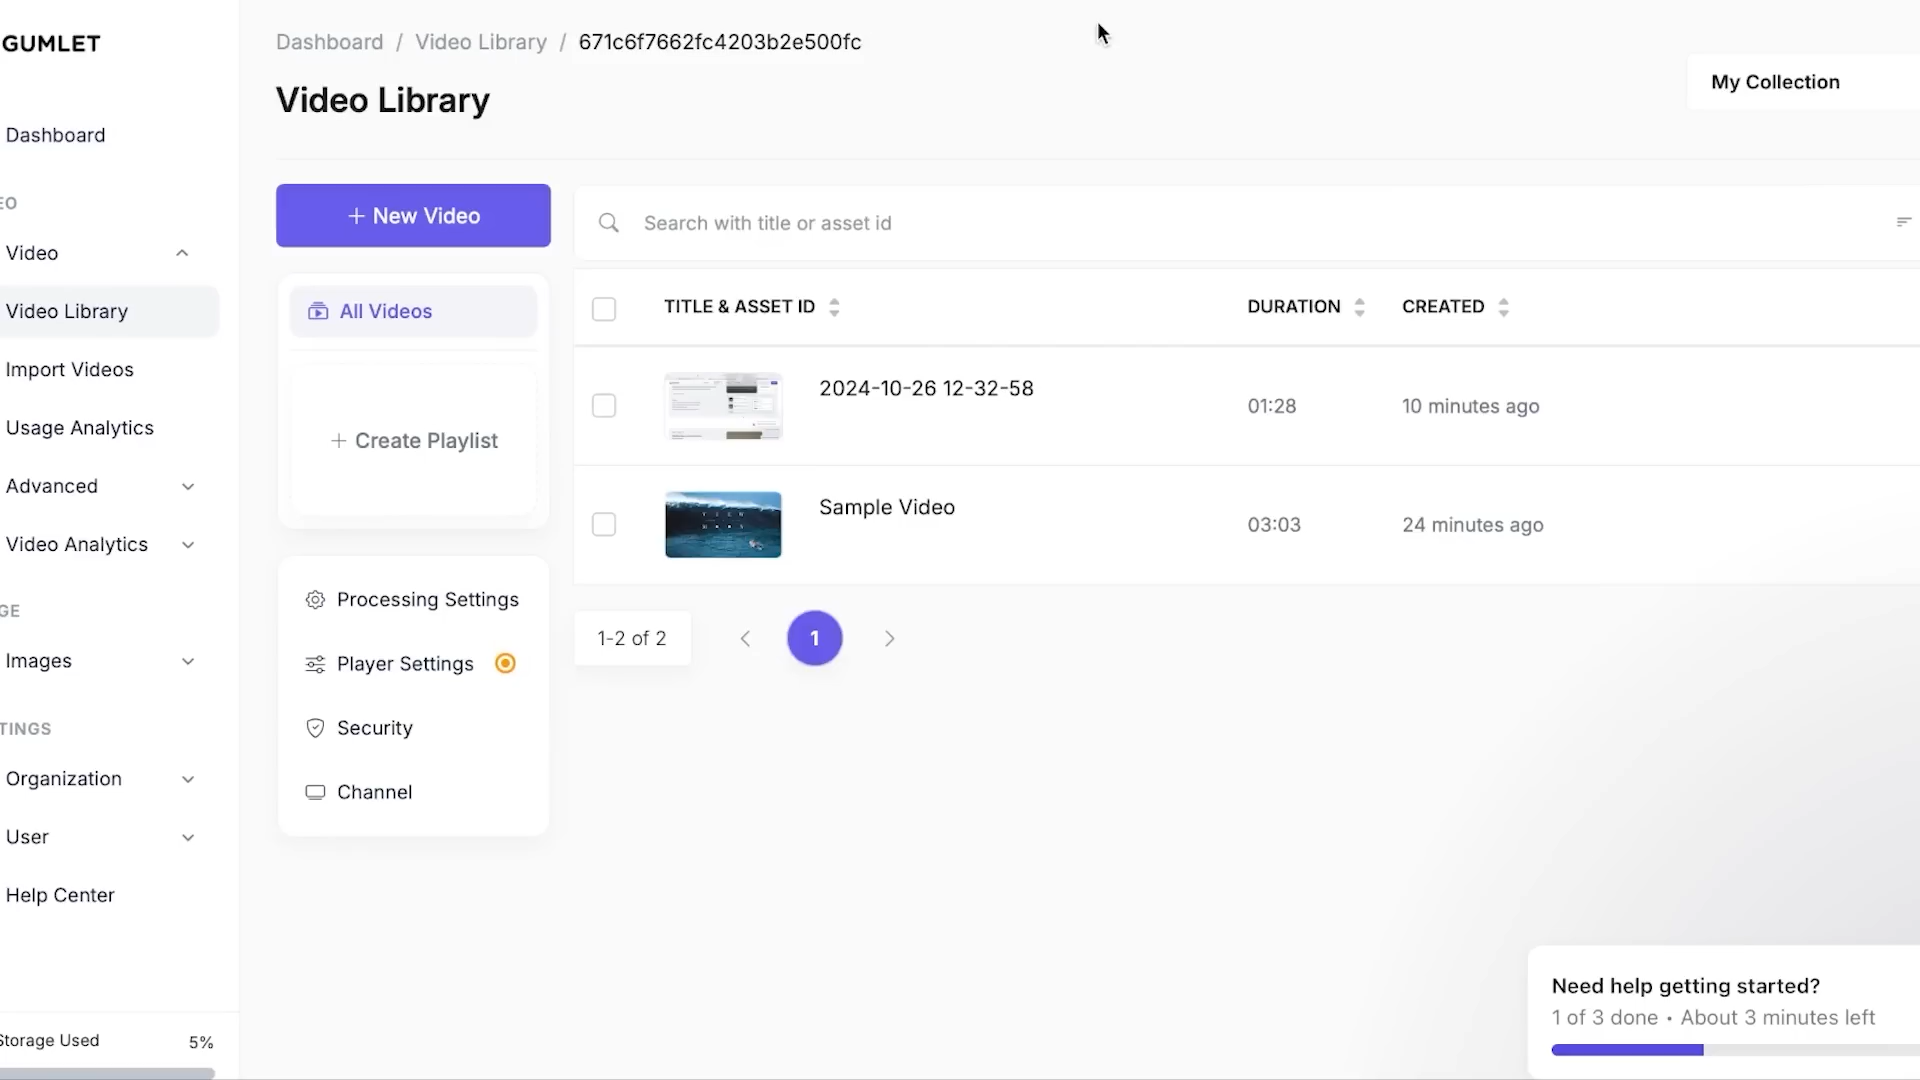 GUMLET
Dashboard
EO
Video
Video Library
Import Videos
Usage Analytics
Advanced
Video Analytics
GE
Images
TINGS
Organization
User
Help Center
Storage Used 5%
Dashboard / Video Library / 671c6f7662fc4203b2e500fc
Video Library
My Collection
+ New Video
All Videos
+ Create Playlist
Processing Settings
Player Settings
Security
Channel
Search with title or asset id
TITLE & ASSET ID DURATION CREATED
2024-10-26 12-32-58 01:28 10 minutes ago
Sample Video 03:03 24 minutes ago
1-2 of 2 1
Need help getting started?
1 of 3 done • About 3 minutes left